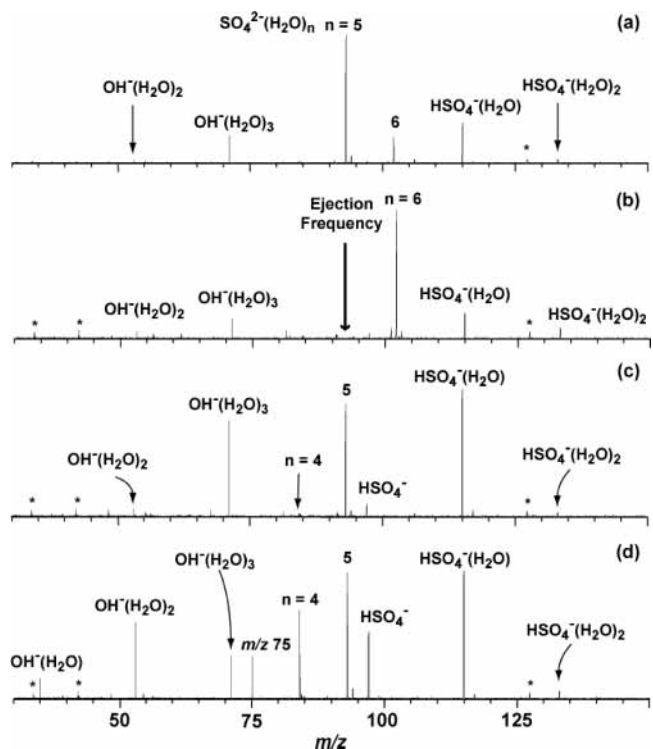 SO₄²⁻(H₂O)ₙ n = 5 (a)
OH⁻(H₂O)₂
OH⁻(H₂O)₃
6
HSO₄⁻(H₂O)
HSO₄⁻(H₂O)₂
*
(b)
n = 6
Ejection
Frequency
OH⁻(H₂O)₂
OH⁻(H₂O)₃
HSO₄⁻(H₂O)
HSO₄⁻(H₂O)₂
* * *
(c)
OH⁻(H₂O)₃
5
HSO₄⁻(H₂O)
OH⁻(H₂O)₂
n = 4
HSO₄⁻
HSO₄⁻(H₂O)₂
* * *
(d)
OH⁻(H₂O)₃
5
HSO₄⁻(H₂O)
OH⁻(H₂O)₂
n = 4
HSO₄⁻
m/z 75
HSO₄⁻(H₂O)₂
OH⁻(H₂O)
* * *
50 75 100 125
m/z